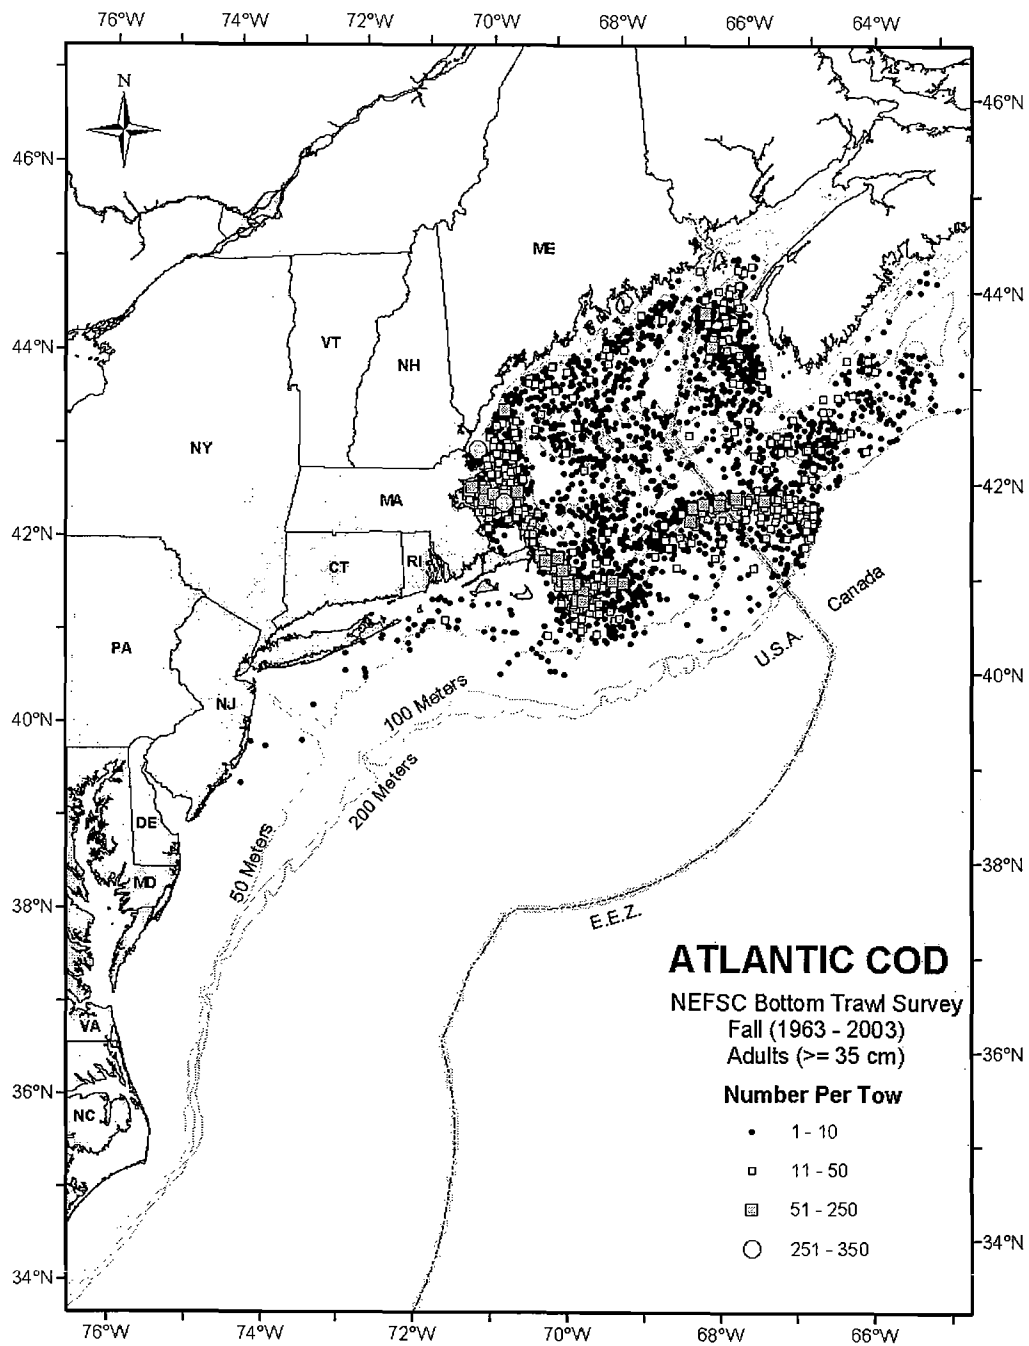 76°W 74°W 72°W 70°W 68°W 66°W 64°W
N
46°N
46°N
ME
44°N
44°N
VT
NH
NY
42°N
MA
42°N
CT
RI
Canada
PA
U.S.A.
40°N
NJ
100 Meters
40°N
200 Meters
DE
50 Meters
38°N
MD
38°N
E.E.Z.
ATLANTIC COD
NEFSC Bottom Trawl Survey
VA
Fall (1963 - 2003)
36°N
Adults (>= 35 cm)
36°N
Number Per Tow
NC
1 - 10
11 - 50
51 - 250
251 - 350
34°N
34°N
76°W 74°W 72°W 70°W 68°W 66°W